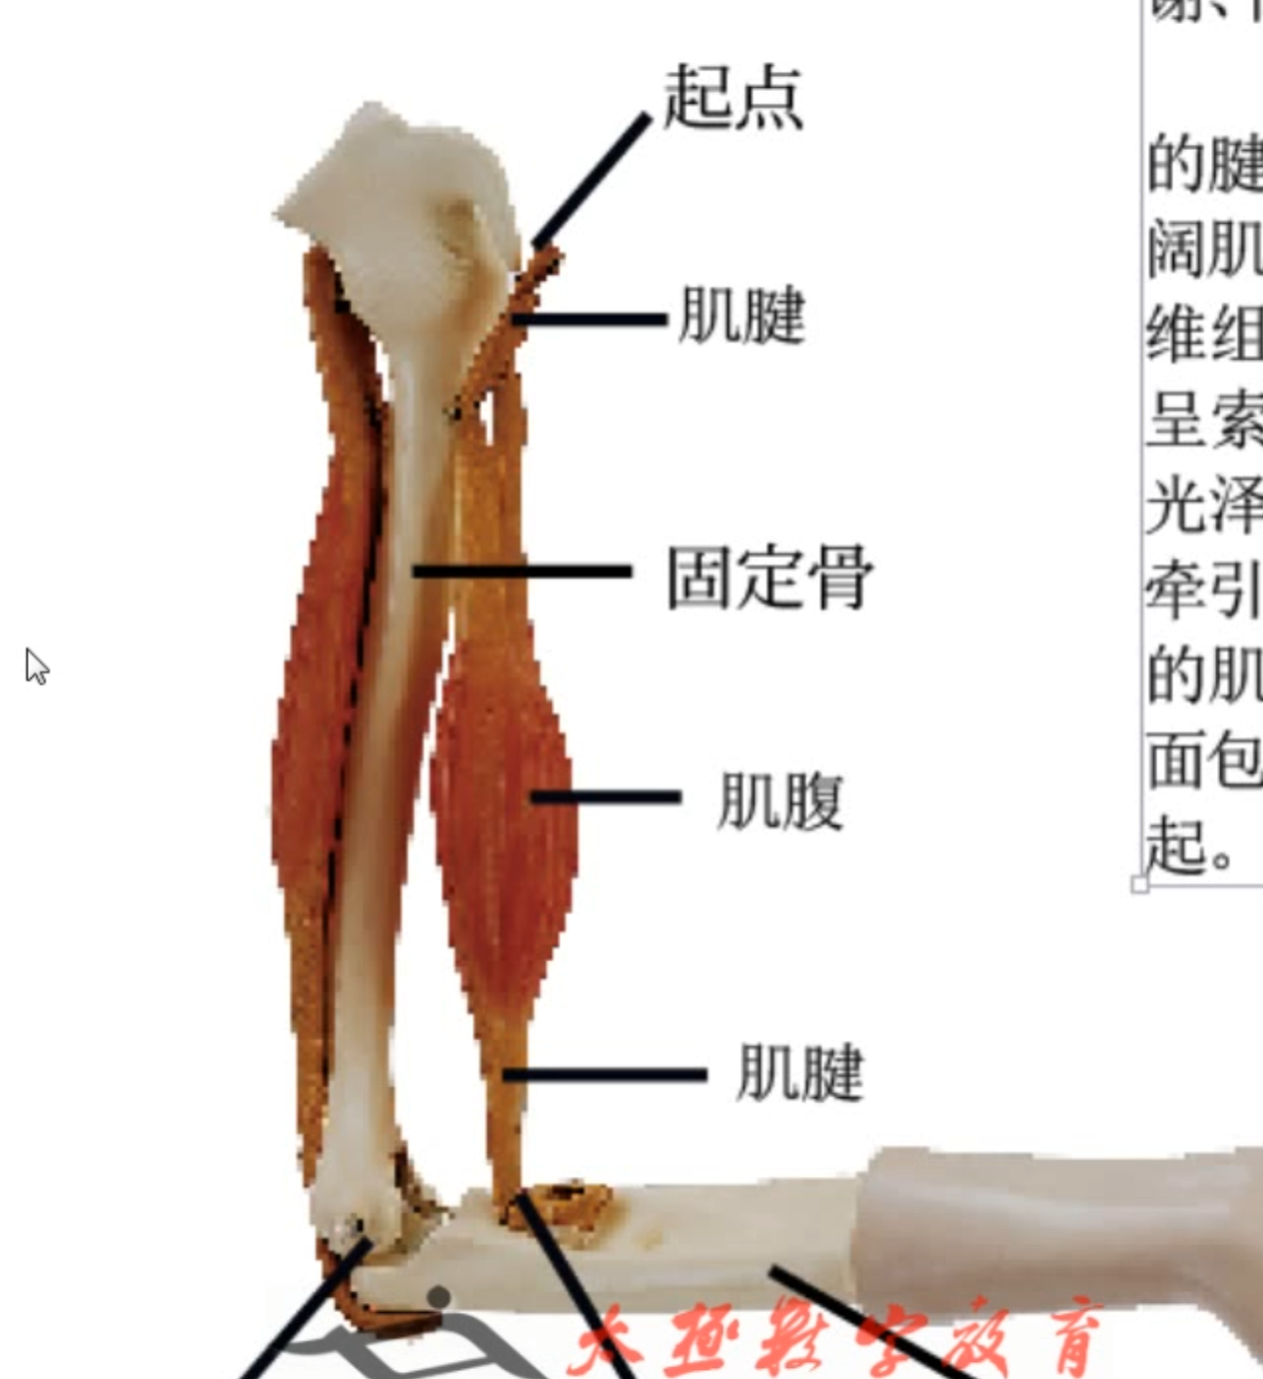 起点
肌腱
固定骨
肌腹
肌腱
的腱
阔肌
维组
呈索
光泽
牵引
的肌
面包
起。
太极数字教育